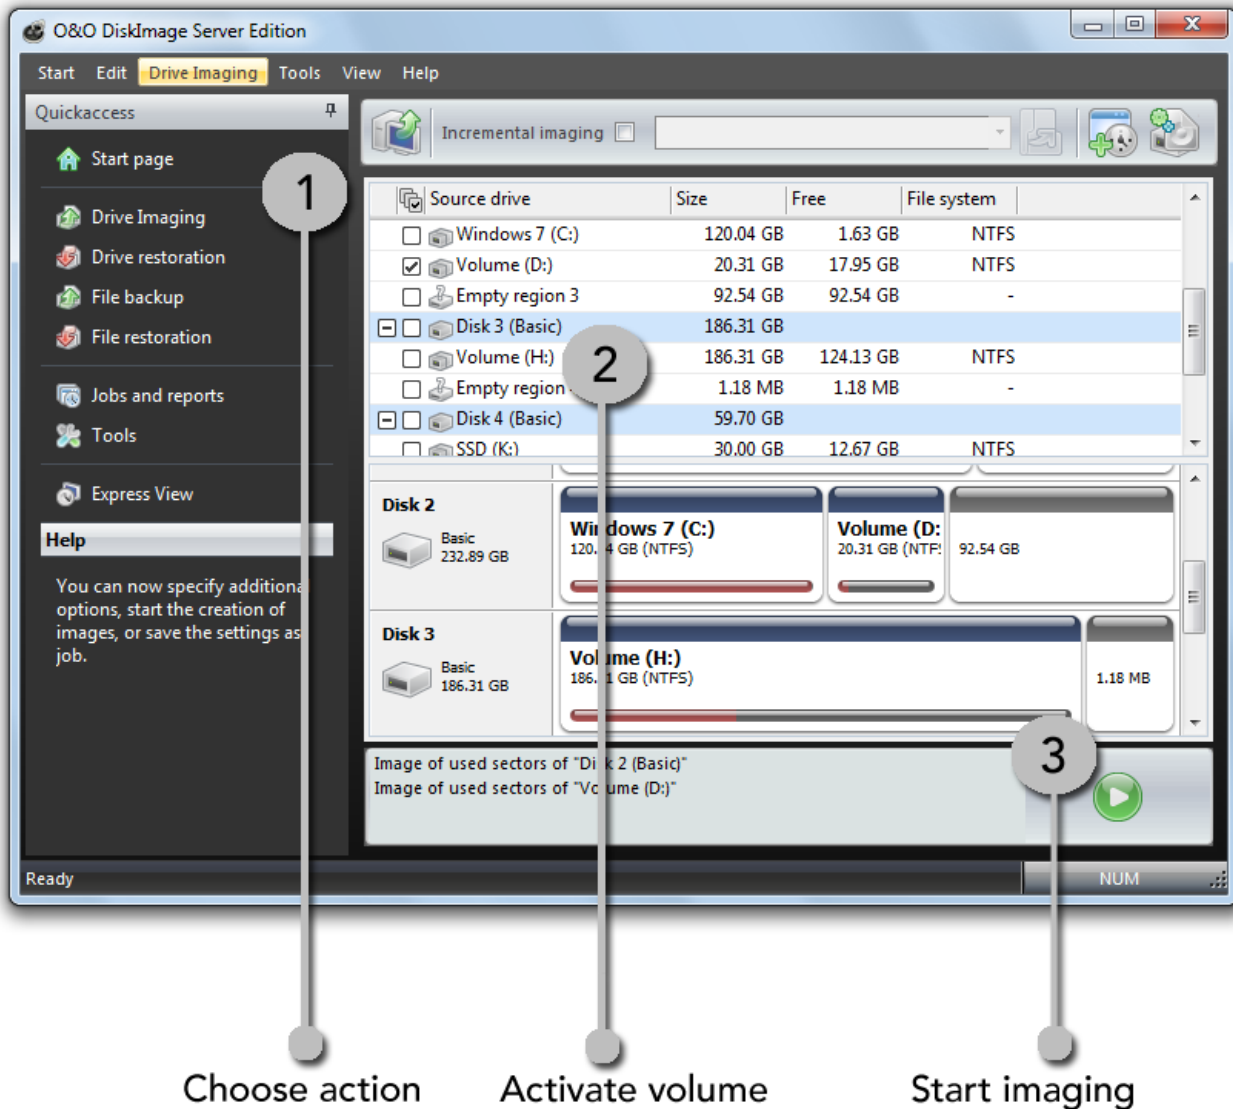 O&O DiskImage Server Edition
Start Edit Drive Imaging Tools View Help
Quickaccess
Start page
Drive Imaging
Drive restoration
File backup
File restoration
Jobs and reports
Tools
Express View
Help
You can now specify additional
options, start the creation of
images, or save the settings as
job.
Incremental imaging
Source drive Size Free File system
Windows 7 (C:) 120.04 GB 1.63 GB NTFS
Volume (D:) 20.31 GB 17.95 GB NTFS
Empty region 3 92.54 GB 92.54 GB -
Disk 3 (Basic) 186.31 GB
Volume (H:) 186.31 GB 124.13 GB NTFS
Empty region 1.18 MB 1.18 MB -
Disk 4 (Basic) 59.70 GB
SSD (K:) 30.00 GB 12.67 GB NTFS
Disk 2
Basic
232.89 GB
Windows 7 (C:)
120.04 GB (NTFS)
Volume (D:
20.31 GB (NTF
92.54 GB
Disk 3
Basic
186.31 GB
Volume (H:)
186.31 GB (NTFS)
1.18 MB
Image of used sectors of "Disk 2 (Basic)"
Image of used sectors of "Volume (D:)"
Ready NUM
1
2
3
Choose action
Activate volume
Start imaging